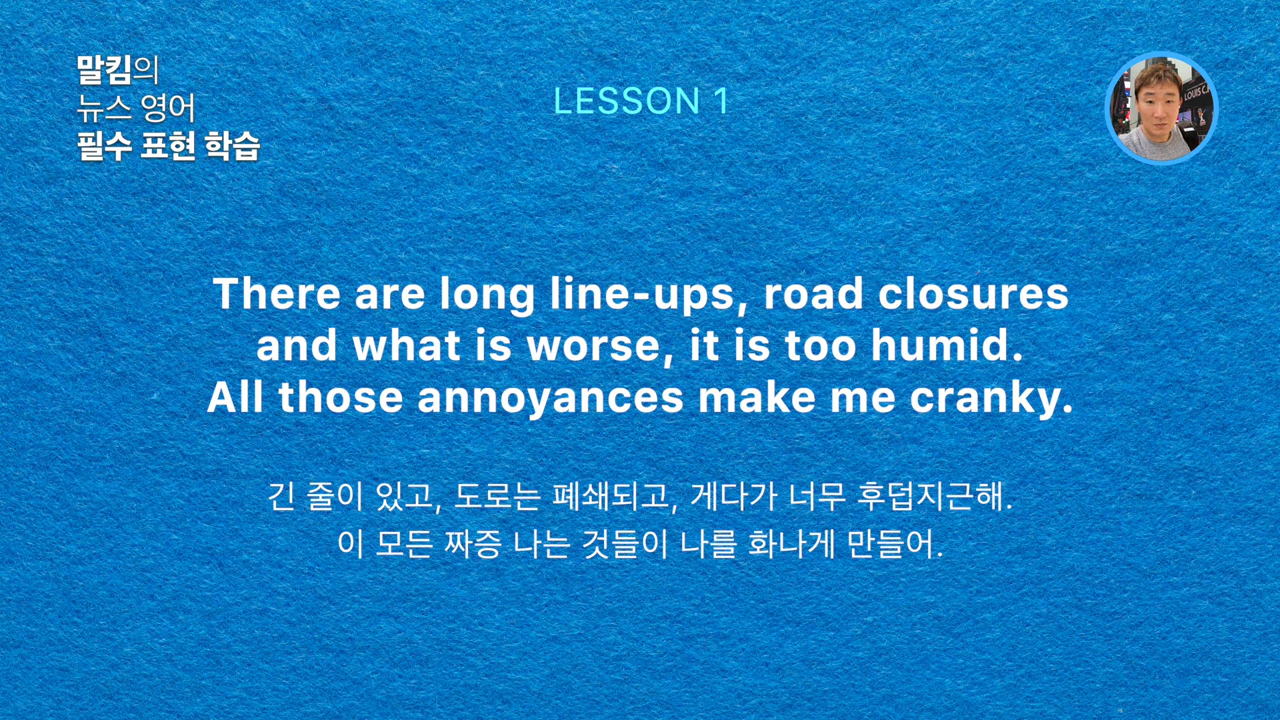 말킴의
뉴스 영어
필수 표현 학습
LESSON 1
LOUIS C.
There are long line-ups, road closures
and what is worse, it is too humid.
All those annoyances make me cranky.
긴 줄이 있고, 도로는 폐쇄되고, 게다가 너무 후덥지근해.
이 모든 짜증 나는 것들이 나를 화나게 만들어.